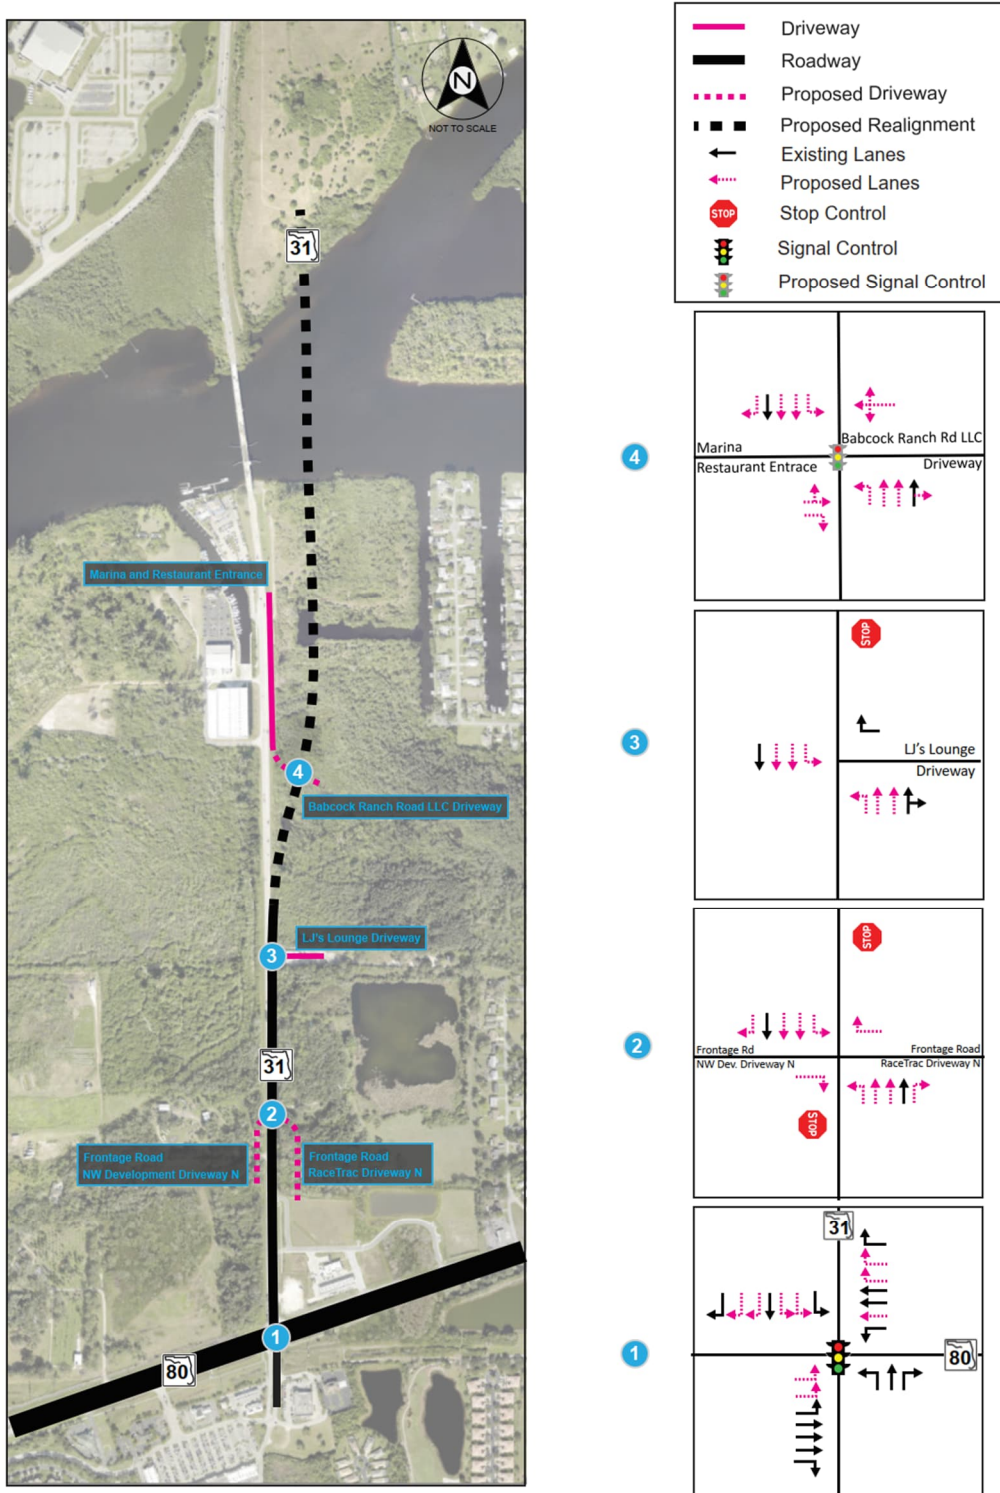 N
NOT TO SCALE
31
Marina and Restaurant Entrance
4
Babcock Ranch Road LLC Driveway
LJ's Lounge Driveway
3
31
2
Frontage Road
NW Development Driveway N
Frontage Road
RaceTrac Driveway N
1
80
Driveway
Roadway
Proposed Driveway
Proposed Realignment
Existing Lanes
Proposed Lanes
STOP
Stop Control
Signal Control
Proposed Signal Control
4
Marina
Restaurant Entrace
Babcock Ranch Rd LLC
Driveway
3
STOP
LJ's Lounge
Driveway
2
STOP
Frontage Rd
NW Dev. Driveway N
Frontage Road
RaceTrac Driveway N
STOP
1
31
80